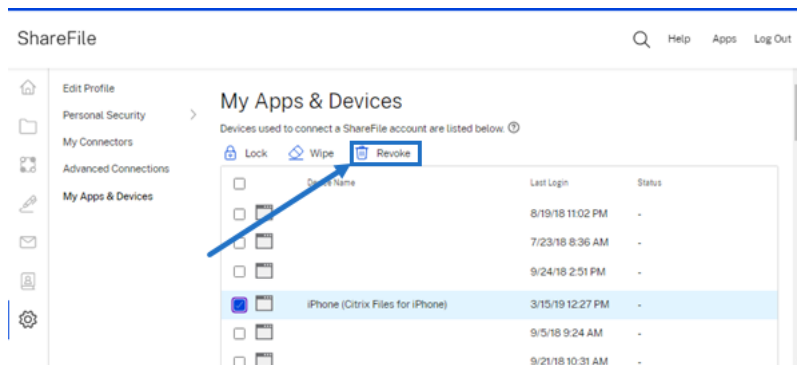 ShareFile
Help Apps Log Out
Edit Profile
Personal Security
My Connectors
Advanced Connections
My Apps & Devices
My Apps & Devices
Devices used to connect a ShareFile account are listed below.
Lock Wipe Revoke
Name Last Login Status
8/19/18 11:02 PM -
7/23/18 8:36 AM -
9/24/18 2:51 PM -
iPhone (Citrix Files for iPhone) 3/15/19 12:27 PM -
9/5/18 9:24 AM -
9/21/18 10:31 AM -